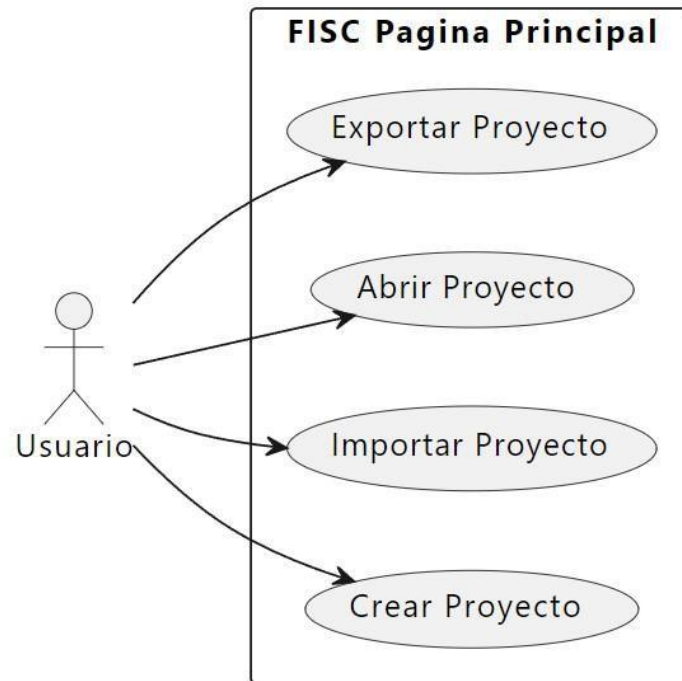 FISC Pagina Principal
Exportar Proyecto
Abrir Proyecto
Usuario
Importar Proyecto
Crear Proyecto